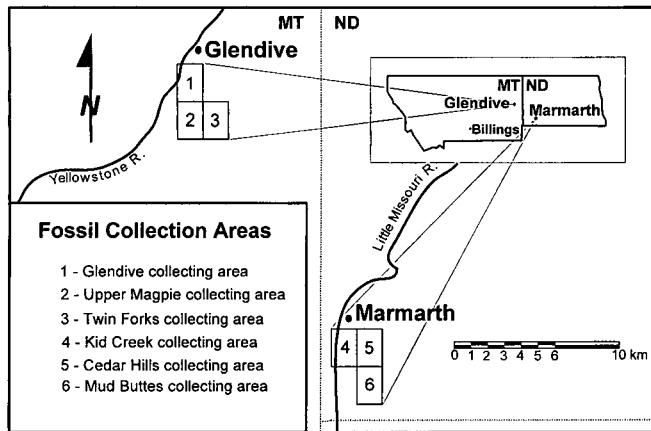 MT
ND
Glendive
1
2
3
N
Yellowstone R.
MT
ND
Glendive
Marmarth
Billings
Little Missouri R.
Fossil Collection Areas
1 - Glendive collecting area
2 - Upper Magpie collecting area
3 - Twin Forks collecting area
4 - Kid Creek collecting area
5 - Cedar Hills collecting area
6 - Mud Buttes collecting area
Marmarth
4
5
6
0 1 2 3 4 5 6 10 km